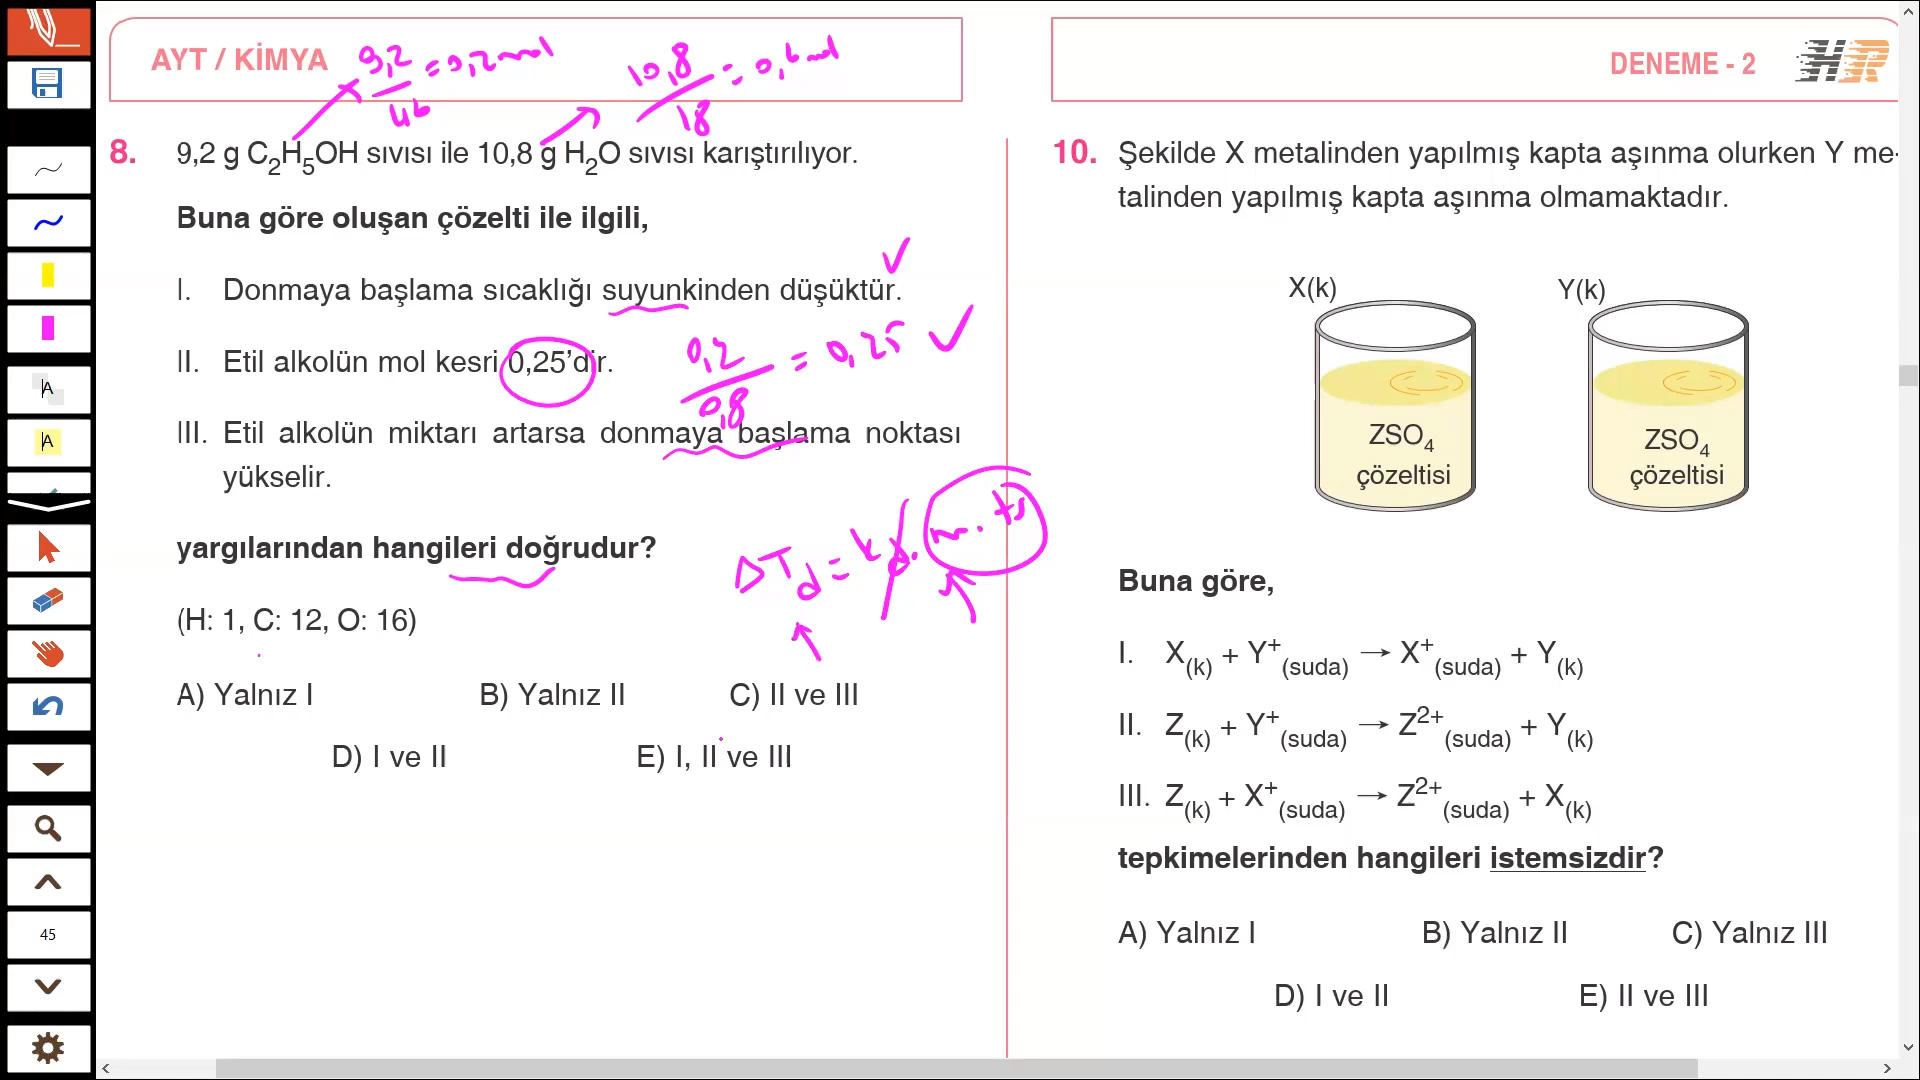 AYT / KİMYA
9,2/46 = 0,2 mol
10,8/18 = 0,6 mol
8. 9,2 g C₂H₅OH sıvısı ile 10,8 g H₂O sıvısı karıştırılıyor.
Buna göre oluşan çözelti ile ilgili,
I. Donmaya başlama sıcaklığı suyunkinden düşüktür. ✓
II. Etil alkolün mol kesri 0,25’dir.
0,2/0,8 = 0,25 ✓
III. Etil alkolün miktarı artarsa donmaya başlama noktası
yükselir.
yargılarından hangileri doğrudur?
ΔTd = kd. m. ts
(H: 1, C: 12, O: 16)
A) Yalnız I B) Yalnız II C) II ve III
D) I ve II E) I, II ve III
DENEME - 2
HR
10. Şekilde X metalinden yapılmış kapta aşınma olurken Y me-
talinden yapılmış kapta aşınma olmamaktadır.
X(k) Y(k)
ZSO₄ ZSO₄
çözeltisi çözeltisi
Buna göre,
I. X(k) + Y⁺(suda) → X⁺(suda) + Y(k)
II. Z(k) + Y⁺(suda) → Z²⁺(suda) + Y(k)
III. Z(k) + X⁺(suda) → Z²⁺(suda) + X(k)
tepkimelerinden hangileri istemsizdir?
A) Yalnız I B) Yalnız II C) Yalnız III
D) I ve II E) II ve III
A
A
45